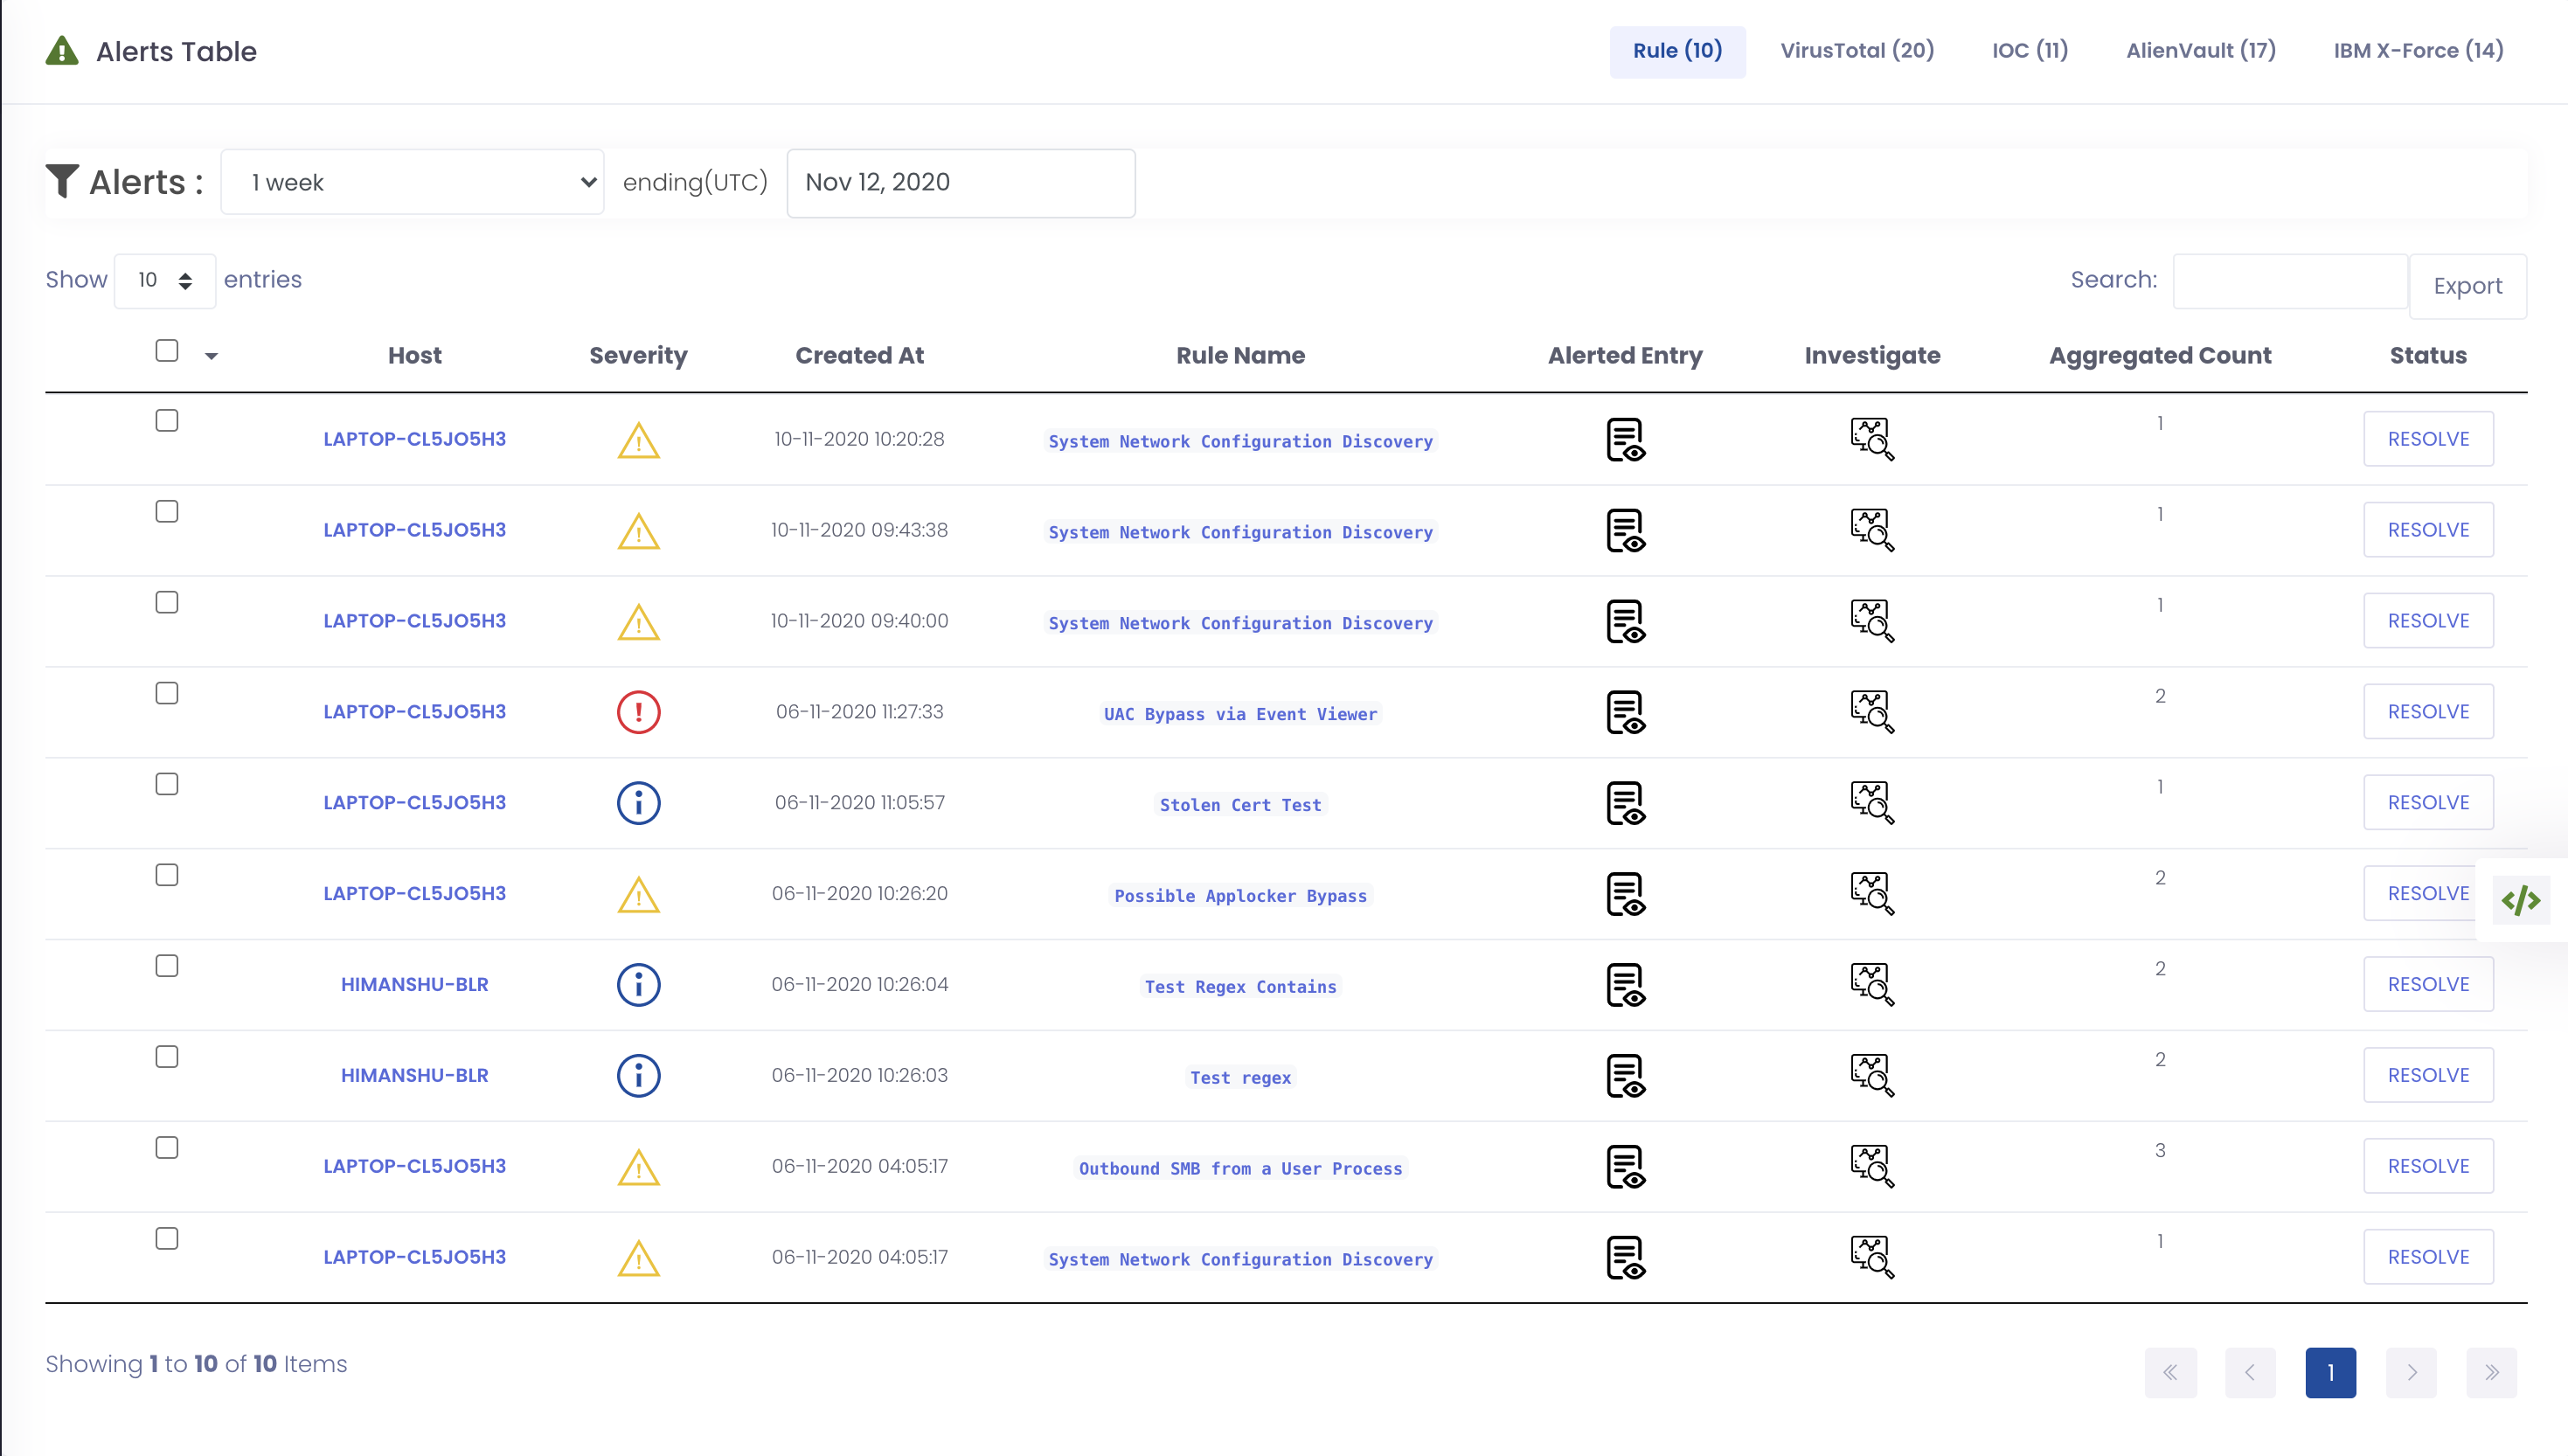 Alerts Table
Rule (10) VirusTotal (20) IOC (11) AlienVault (17) IBM X-Force (14)
Alerts : 1 week ending(UTC) Nov 12, 2020
Show 10 entries Search: Export
Host Severity Created At Rule Name Alerted Entry Investigate Aggregated Count Status
LAPTOP-CL5JO5H3 10-11-2020 10:20:28 System Network Configuration Discovery 1 RESOLVE
LAPTOP-CL5JO5H3 10-11-2020 09:43:38 System Network Configuration Discovery 1 RESOLVE
LAPTOP-CL5JO5H3 10-11-2020 09:40:00 System Network Configuration Discovery 1 RESOLVE
LAPTOP-CL5JO5H3 06-11-2020 11:27:33 UAC Bypass via Event Viewer 2 RESOLVE
LAPTOP-CL5JO5H3 06-11-2020 11:05:57 Stolen Cert Test 1 RESOLVE
LAPTOP-CL5JO5H3 06-11-2020 10:26:20 Possible Applocker Bypass 2 RESOLVE
HIMANSHU-BLR 06-11-2020 10:26:04 Test Regex Contains 2 RESOLVE
HIMANSHU-BLR 06-11-2020 10:26:03 Test regex 2 RESOLVE
LAPTOP-CL5JO5H3 06-11-2020 04:05:17 Outbound SMB from a User Process 3 RESOLVE
LAPTOP-CL5JO5H3 06-11-2020 04:05:17 System Network Configuration Discovery 1 RESOLVE
Showing 1 to 10 of 10 Items
« ‹ 1 › »